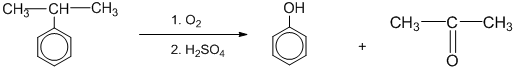 CH₃—CH—CH₃
1. O₂
2. H₂SO₄
OH
+
CH₃—C—CH₃
O